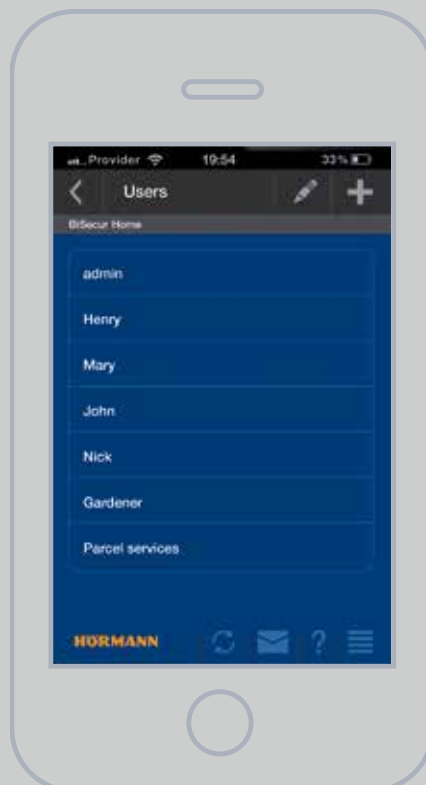 Provider 19:54 33%
Users
BiSecur Home
admin
Henry
Mary
John
Nick
Gardener
Parcel services
HÖRMANN ?